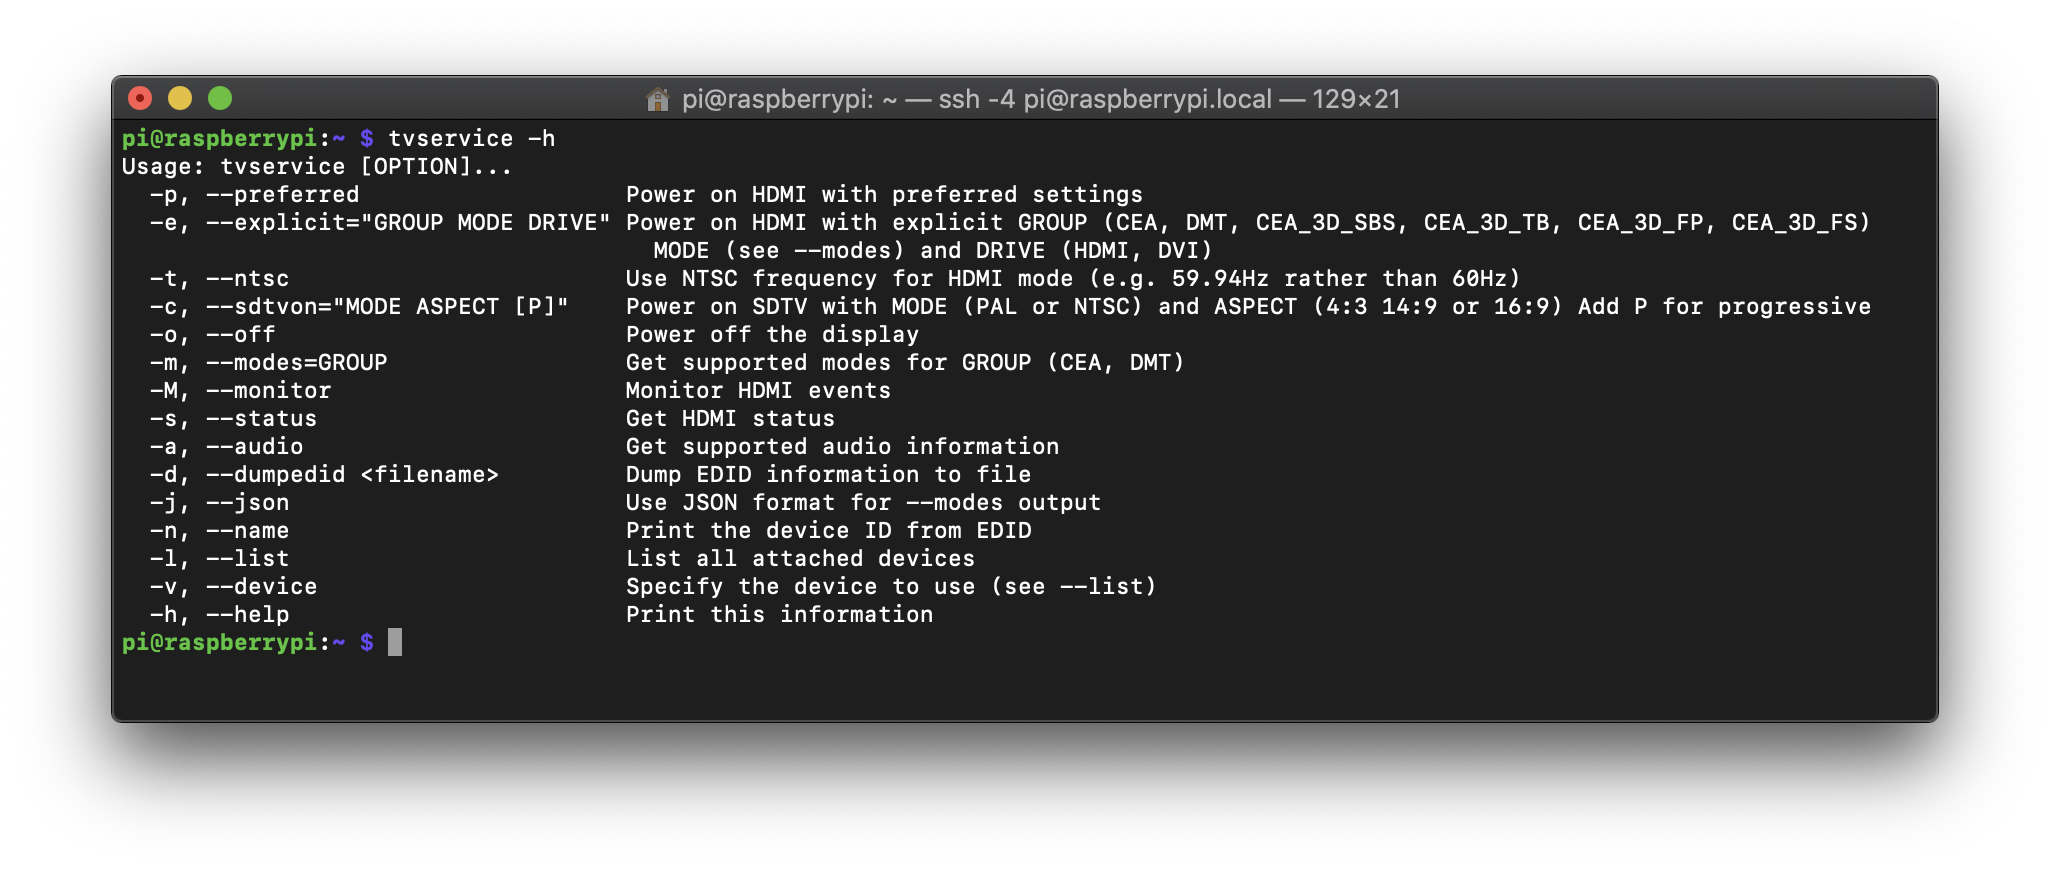 pi@raspberrypi: ~ — ssh -4 pi@raspberrypi.local — 129×21
pi@raspberrypi:~ $ tvservice -h
Usage: tvservice [OPTION]...
  -p, --preferred                   Power on HDMI with preferred settings
  -e, --explicit="GROUP MODE DRIVE" Power on HDMI with explicit GROUP (CEA, DMT, CEA_3D_SBS, CEA_3D_TB, CEA_3D_FP, CEA_3D_FS)
                                      MODE (see --modes) and DRIVE (HDMI, DVI)
  -t, --ntsc                        Use NTSC frequency for HDMI mode (e.g. 59.94Hz rather than 60Hz)
  -c, --sdtvon="MODE ASPECT [P]"    Power on SDTV with MODE (PAL or NTSC) and ASPECT (4:3 14:9 or 16:9) Add P for progressive
  -o, --off                         Power off the display
  -m, --modes=GROUP                 Get supported modes for GROUP (CEA, DMT)
  -M, --monitor                     Monitor HDMI events
  -s, --status                      Get HDMI status
  -a, --audio                       Get supported audio information
  -d, --dumpedid <filename>         Dump EDID information to file
  -j, --json                        Use JSON format for --modes output
  -n, --name                        Print the device ID from EDID
  -l, --list                        List all attached devices
  -v, --device                      Specify the device to use (see --list)
  -h, --help                        Print this information
pi@raspberrypi:~ $